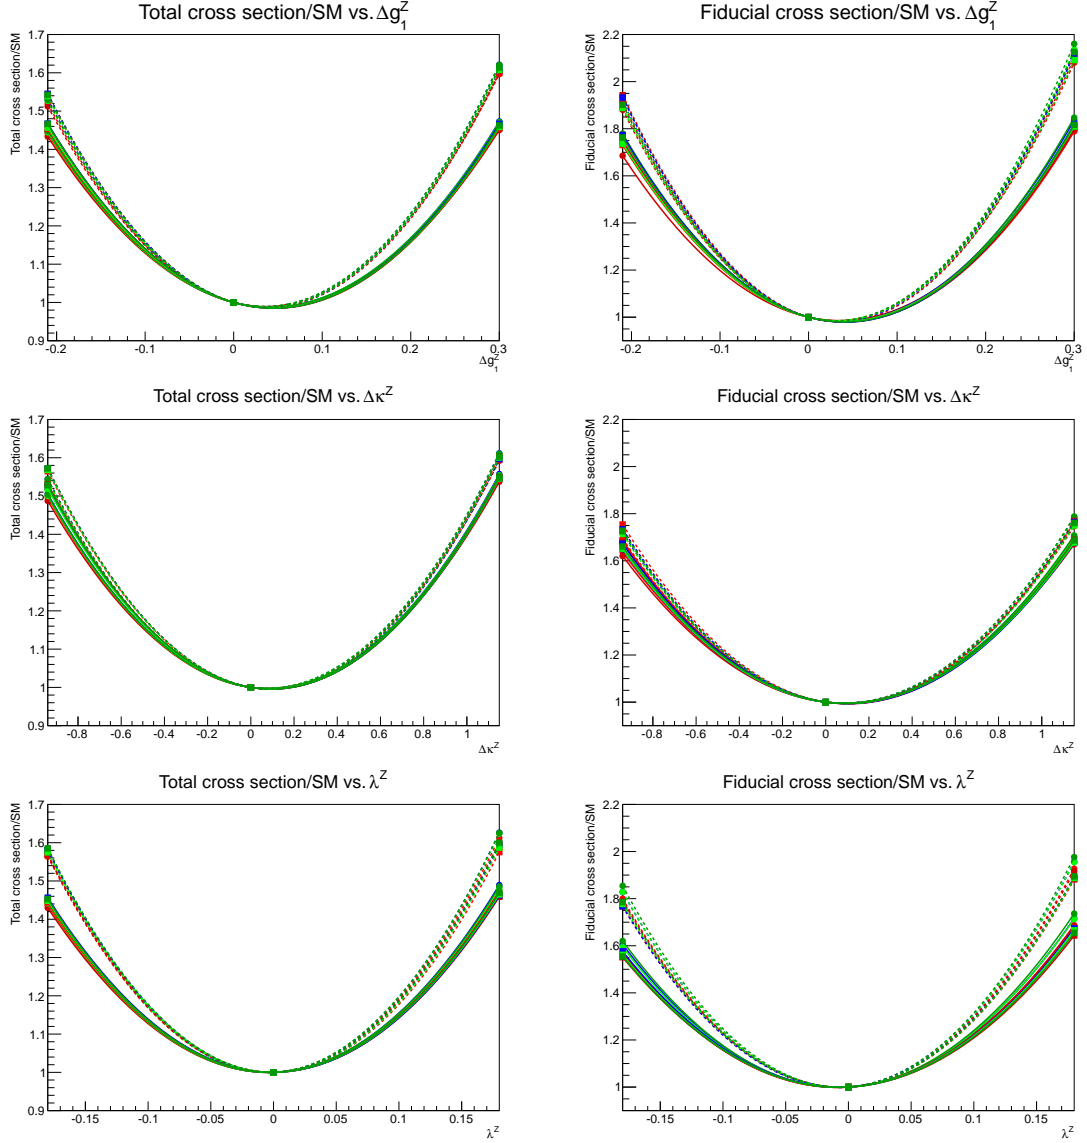 Total cross section/SM vs. Δg₁ᶻ
Total cross section/SM
1.7
1.6
1.5
1.4
1.3
1.2
1.1
1
0.9
-0.2 -0.1 0 0.1 0.2 0.3
Δg₁ᶻ
Fiducial cross section/SM vs. Δg₁ᶻ
Fiducial cross section/SM
2.2
2
1.8
1.6
1.4
1.2
1
-0.2 -0.1 0 0.1 0.2 0.3
Δg₁ᶻ
Total cross section/SM vs. Δκᶻ
Total cross section/SM
1.7
1.6
1.5
1.4
1.3
1.2
1.1
1
0.9
-0.8 -0.6 -0.4 -0.2 0 0.2 0.4 0.6 0.8 1
Δκᶻ
Fiducial cross section/SM vs. Δκᶻ
Fiducial cross section/SM
2.2
2
1.8
1.6
1.4
1.2
1
-0.8 -0.6 -0.4 -0.2 0 0.2 0.4 0.6 0.8 1
Δκᶻ
Total cross section/SM vs. λᶻ
Total cross section/SM
1.7
1.6
1.5
1.4
1.3
1.2
1.1
1
0.9
-0.15 -0.1 -0.05 0 0.05 0.1 0.15
λᶻ
Fiducial cross section/SM vs. λᶻ
Fiducial cross section/SM
2.2
2
1.8
1.6
1.4
1.2
1
-0.15 -0.1 -0.05 0 0.05 0.1 0.15
λᶻ